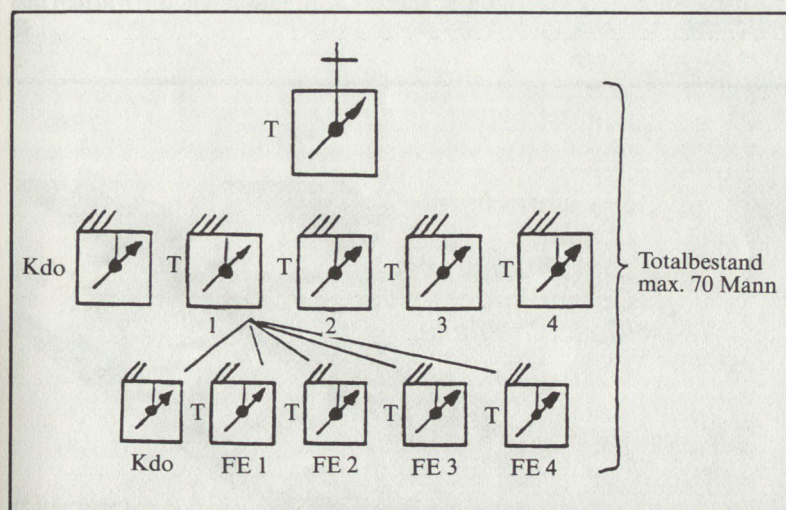 T
Kdo
T
T
T
T
1
2
3
4
Totalbestand
max. 70 Mann
T
T
T
T
Kdo
FE 1
FE 2
FE 3
FE 4